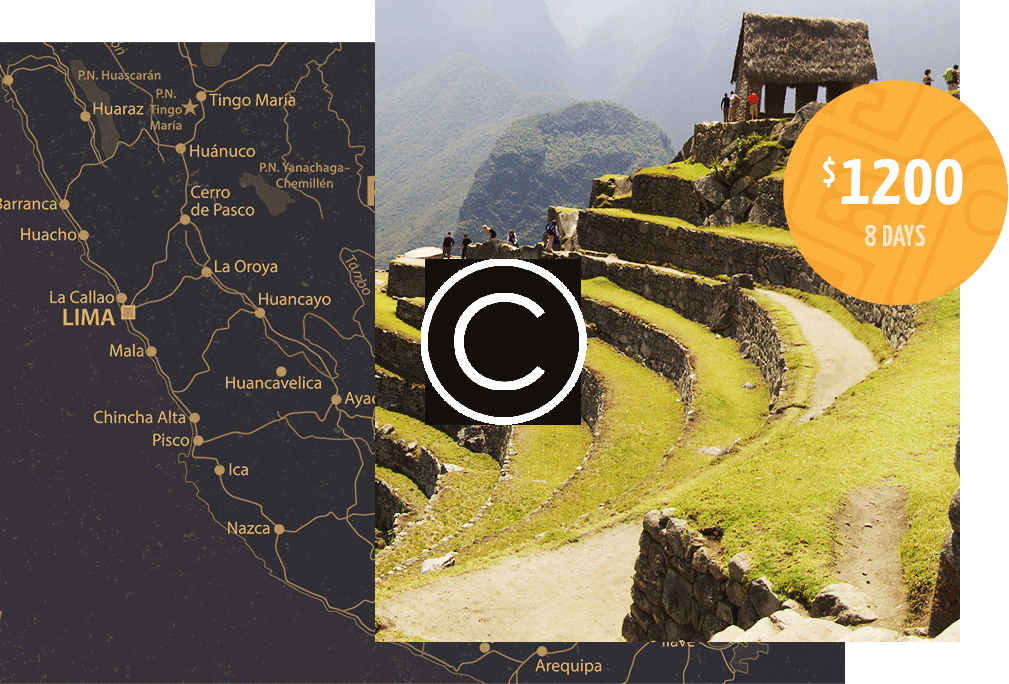 P.N. Huascarán
P.N.
Tingo
María
Huaraz
Tingo María
Huánuco
P.N. Yanachaga–
Chemillén
Cerro
de Pasco
Barranca
Huacho
La Oroya
Tambo
La Callao
LIMA
Huancayo
Mala
Huancavelica
Chincha Alta
Pisco
Ica
Nazca
Arequipa
$1200
8 DAYS
©